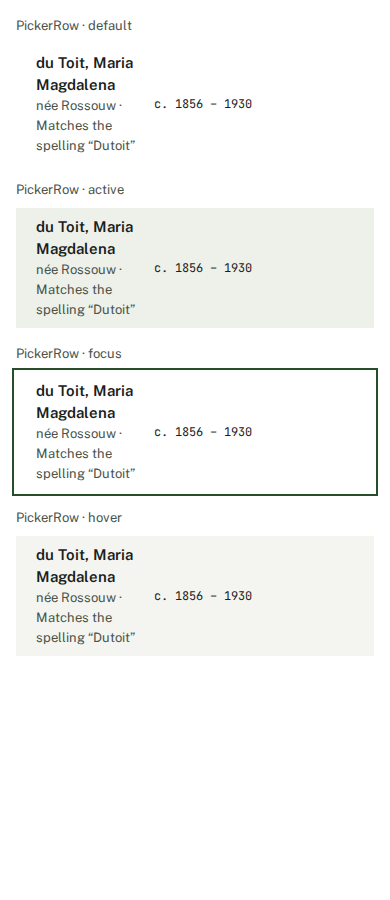 PickerRow · default
du Toit, Maria
Magdalena
née Rossouw ·
Matches the
spelling “Dutoit”
c. 1856 – 1930
PickerRow · active
du Toit, Maria
Magdalena
née Rossouw ·
Matches the
spelling “Dutoit”
c. 1856 – 1930
PickerRow · focus
du Toit, Maria
Magdalena
née Rossouw ·
Matches the
spelling “Dutoit”
c. 1856 – 1930
PickerRow · hover
du Toit, Maria
Magdalena
née Rossouw ·
Matches the
spelling “Dutoit”
c. 1856 – 1930